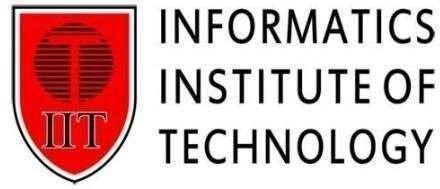 IIT
INFORMATICS
INSTITUTE OF
TECHNOLOGY